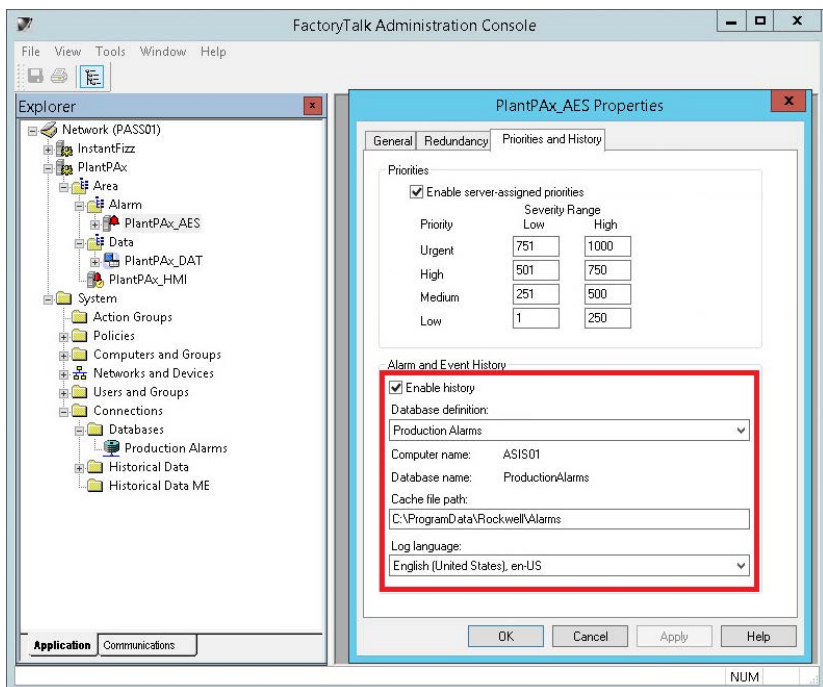 FactoryTalk Administration Console
File View Tools Window Help
Explorer
Network (PASS01)
InstantFizz
PlantPAx
Area
Alarm
PlantPAx_AES
Data
PlantPAx_DAT
PlantPAx_HMI
System
Action Groups
Policies
Computers and Groups
Networks and Devices
Users and Groups
Connections
Databases
Production Alarms
Historical Data
Historical Data ME
Application Communications
PlantPAx_AES Properties
General Redundancy Priorities and History
Priorities
Enable server-assigned priorities
Severity Range
Priority Low High
Urgent 751 1000
High 501 750
Medium 251 500
Low 1 250
Alarm and Event History
Enable history
Database definition:
Production Alarms
Computer name: ASIS01
Database name: ProductionAlarms
Cache file path:
C:\ProgramData\Rockwell\Alarms
Log language:
English (United States), en-US
OK Cancel Apply Help
NUM